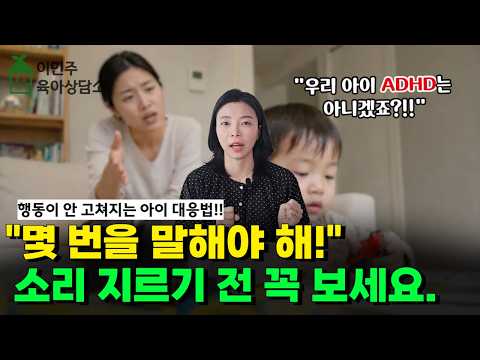 이민주
육아상담소
"우리 아이 ADHD는
아니겠죠?!!"
행동이 안 고쳐지는 아이 대응법!!
"몇 번을 말해야 해!"
소리 지르기 전 꼭 보세요.